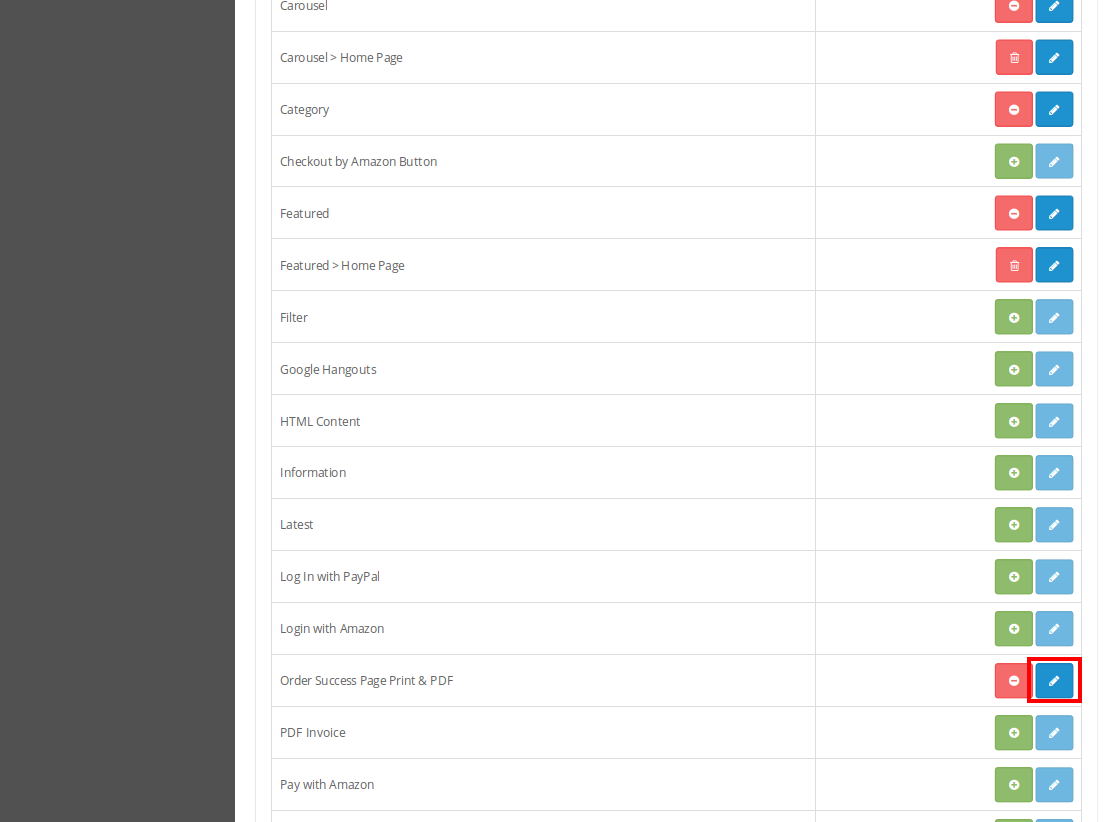 Carousel
Carousel > Home Page
Category
Checkout by Amazon Button
Featured
Featured > Home Page
Filter
Google Hangouts
HTML Content
Information
Latest
Log In with PayPal
Login with Amazon
Order Success Page Print & PDF
PDF Invoice
Pay with Amazon